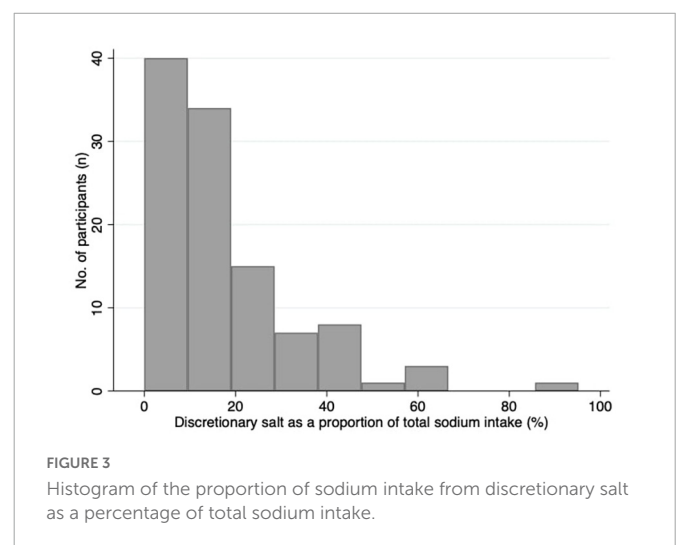 40
30
20
10
0
No. of participants (n)
0 20 40 60 80 100
Discretionary salt as a proportion of total sodium intake (%)
FIGURE 3
Histogram of the proportion of sodium intake from discretionary salt
as a percentage of total sodium intake.